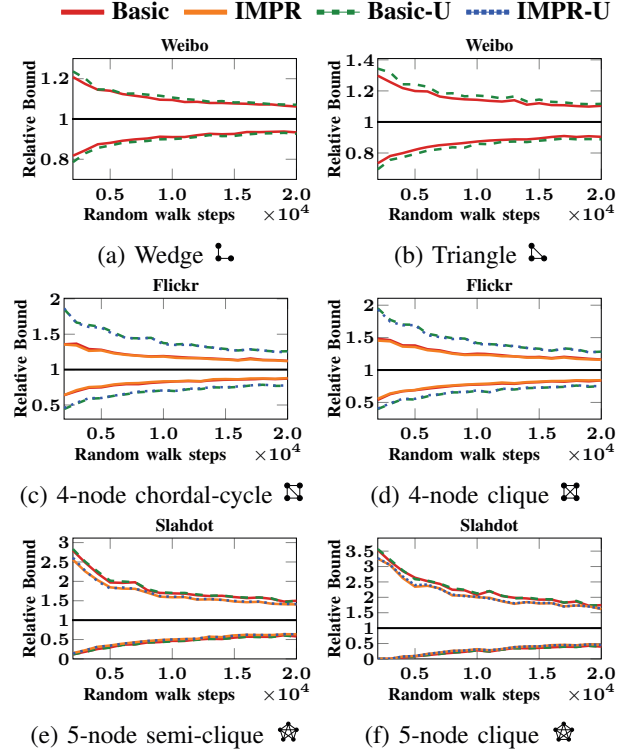 Basic IMPR Basic-U IMPR-U
Weibo Weibo
Relative Bound 1.2 1 0.8
0.5 1.0 1.5 2.0
Random walk steps ×10^4
Relative Bound 1.4 1.2 1 0.8
0.5 1.0 1.5 2.0
Random walk steps ×10^4
(a) Wedge (b) Triangle
Flickr Flickr
Relative Bound 2 1.5 1 0.5
0.5 1.0 1.5 2.0
Random walk steps ×10^4
Relative Bound 2 1.5 1 0.5
0.5 1.0 1.5 2.0
Random walk steps ×10^4
(c) 4-node chordal-cycle (d) 4-node clique
Slahdot Slahdot
Relative Bound 3 2.5 2 1.5 1 0.5 0
0.5 1.0 1.5 2.0
Random walk steps ×10^4
Relative Bound 3.5 3 2.5 2 1.5 1 0.5 0
0.5 1.0 1.5 2.0
Random walk steps ×10^4
(e) 5-node semi-clique (f) 5-node clique